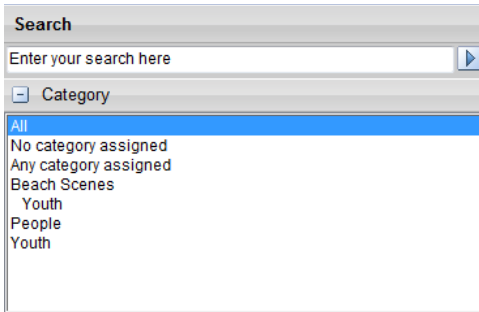 Search
Enter your search here
Category
All
No category assigned
Any category assigned
Beach Scenes
Youth
People
Youth